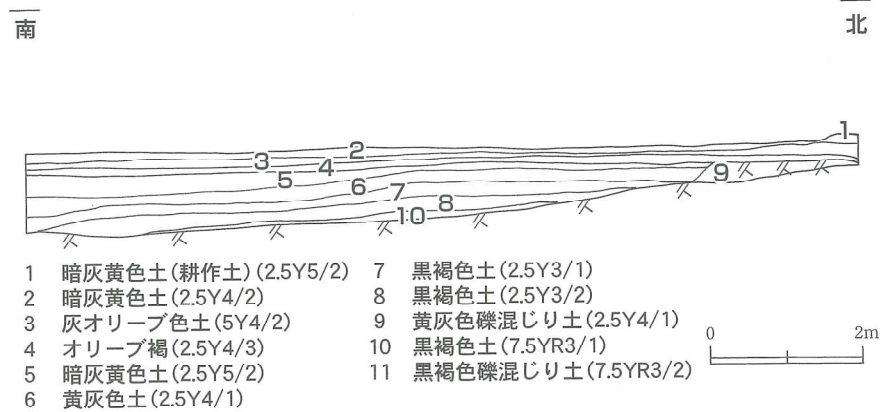 南 北
1
2
3
4
5
6
7
8
9
10
1 暗灰黄色土(耕作土)(2.5Y5/2)
2 暗灰黄色土(2.5Y4/2)
3 灰オリーブ色土(5Y4/2)
4 オリーブ褐(2.5Y4/3)
5 暗灰黄色土(2.5Y5/2)
6 黄灰色土(2.5Y4/1)
7 黒褐色土(2.5Y3/1)
8 黒褐色土(2.5Y3/2)
9 黄灰色礫混じり土(2.5Y4/1)
10 黒褐色土(7.5YR3/1)
11 黒褐色礫混じり土(7.5YR3/2)
0 2m